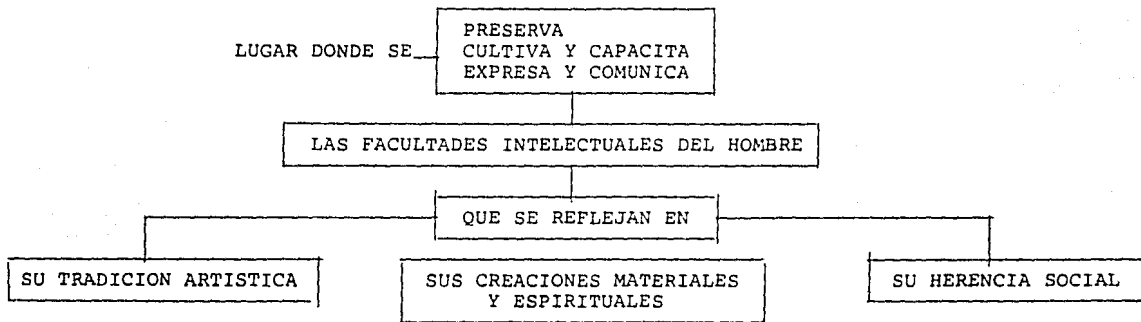 PRESERVA
LUGAR DONDE SE CULTIVA Y CAPACITA
EXPRESA Y COMUNICA
LAS FACULTADES INTELECTUALES DEL HOMBRE
QUE SE REFLEJAN EN
SU TRADICION ARTISTICA
SUS CREACIONES MATERIALES
Y ESPIRITUALES
SU HERENCIA SOCIAL